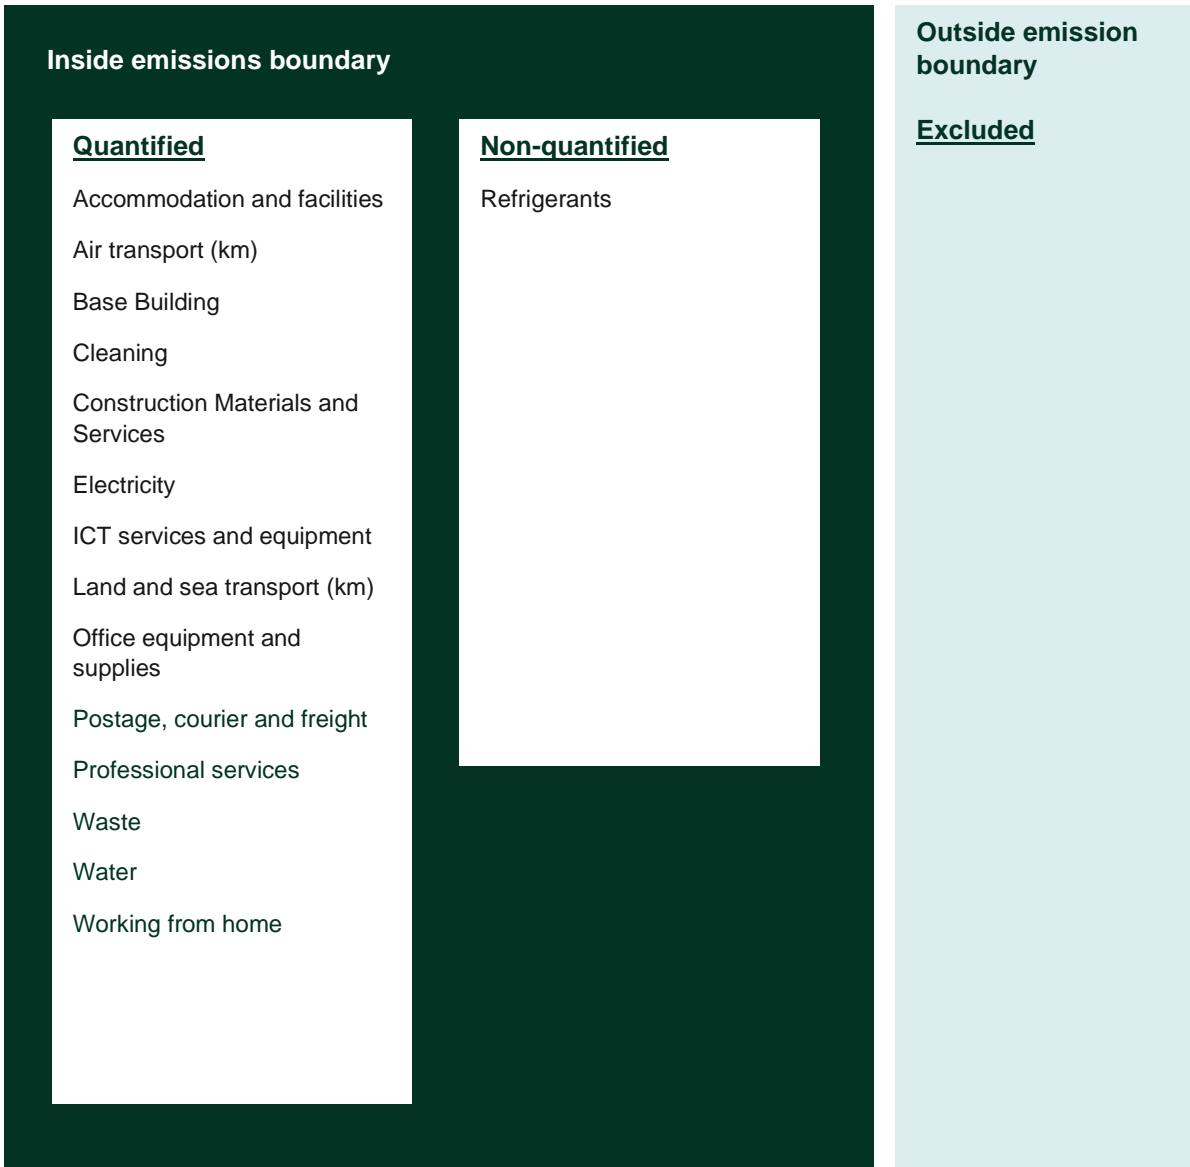 Inside emissions boundary
Quantified
Accommodation and facilities
Air transport (km)
Base Building
Cleaning
Construction Materials and
Services
Electricity
ICT services and equipment
Land and sea transport (km)
Office equipment and
supplies
Postage, courier and freight
Professional services
Waste
Water
Working from home
Non-quantified
Refrigerants
Outside emission
boundary
Excluded